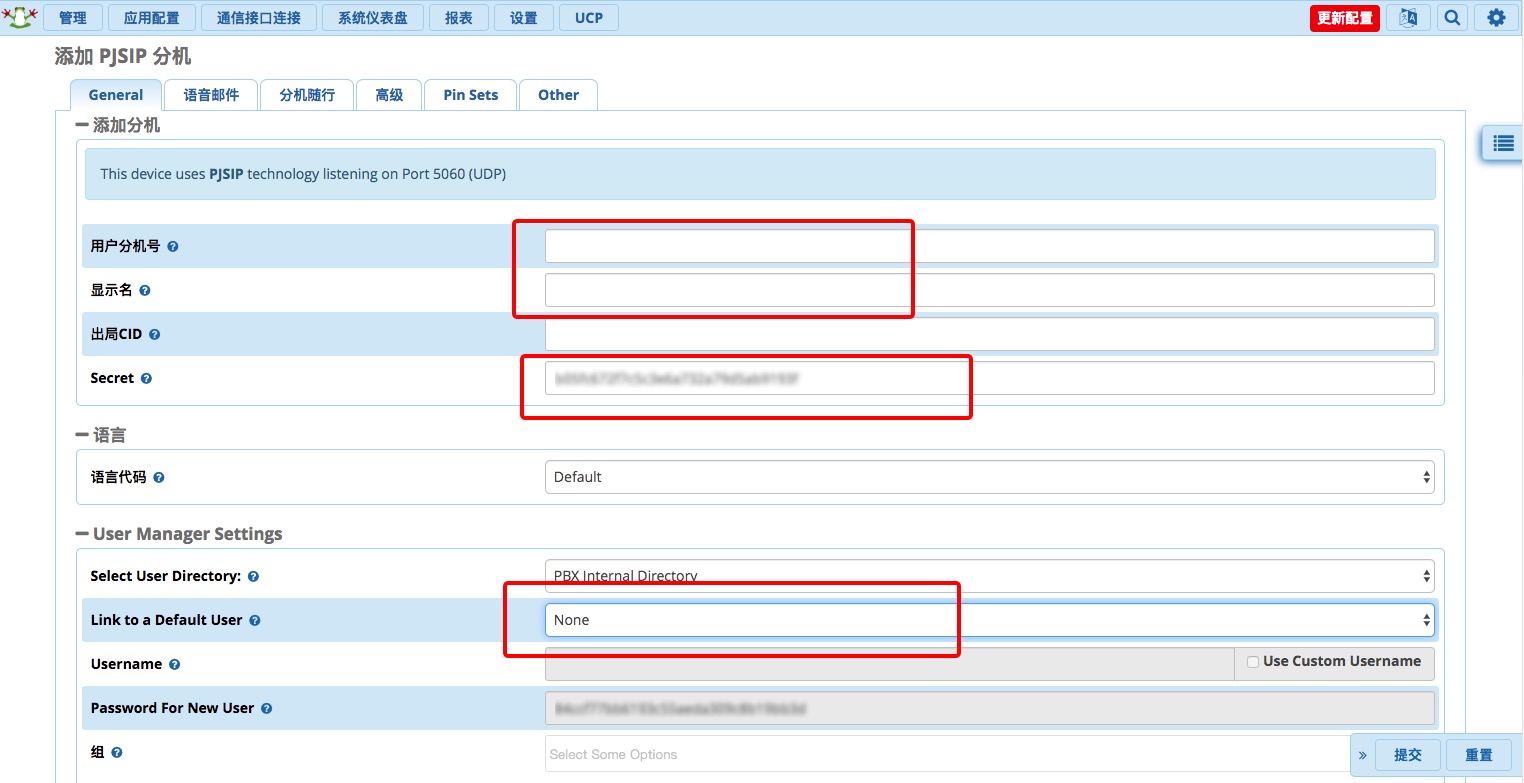 管理 应用配置 通信接口连接 系统仪表盘 报表 设置 UCP 更新配置
添加 PJSIP 分机
General 语音邮件 分机随行 高级 Pin Sets Other
添加分机
This device uses PJSIP technology listening on Port 5060 (UDP)
用户分机号
显示名
出局CID
Secret
语言
语言代码 Default
User Manager Settings
Select User Directory: PBX Internal Directory
Link to a Default User None
Username Use Custom Username
Password For New User
组 Select Some Options
» 提交 重置